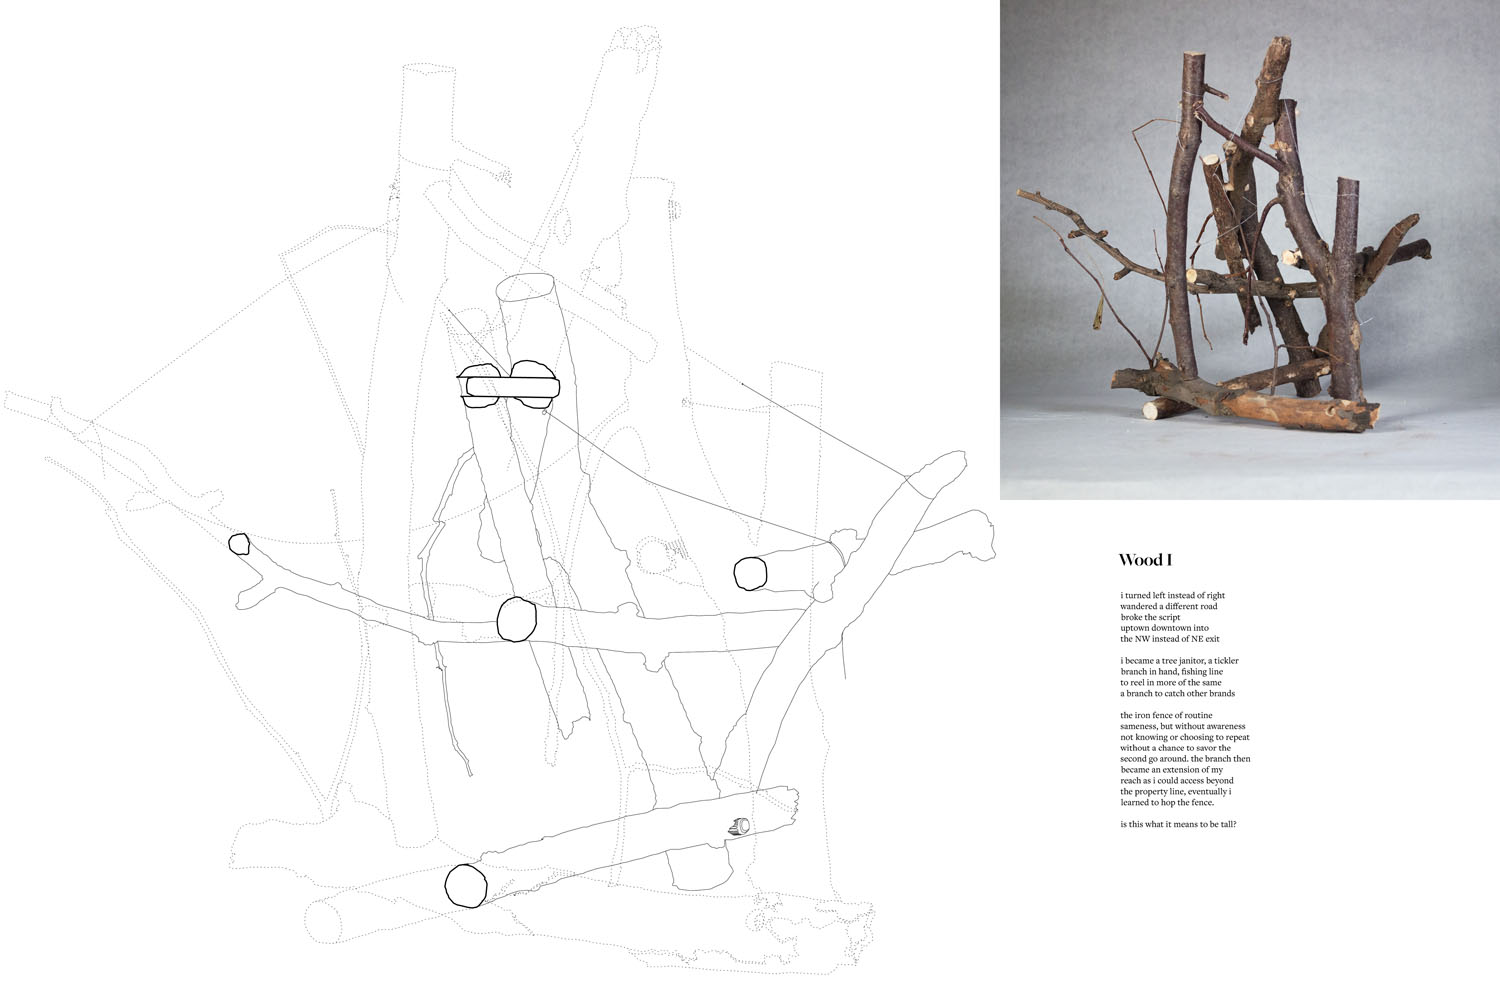 Wood I
i turned left instead of right
wandered a different road
broke the script
uptown downtown into
the NW instead of NE exit
i became a tree janitor, a tickler
branch in hand, fishing line
to reel in more of the same
a branch to catch other brands
the iron fence of routine
sameness, but without awareness
not knowing or choosing to repeat
without a chance to savor the
second go around. the branch then
became an extension of my
reach as i could access beyond
the property line, eventually i
learned to hop the fence.
is this what it means to be tall?